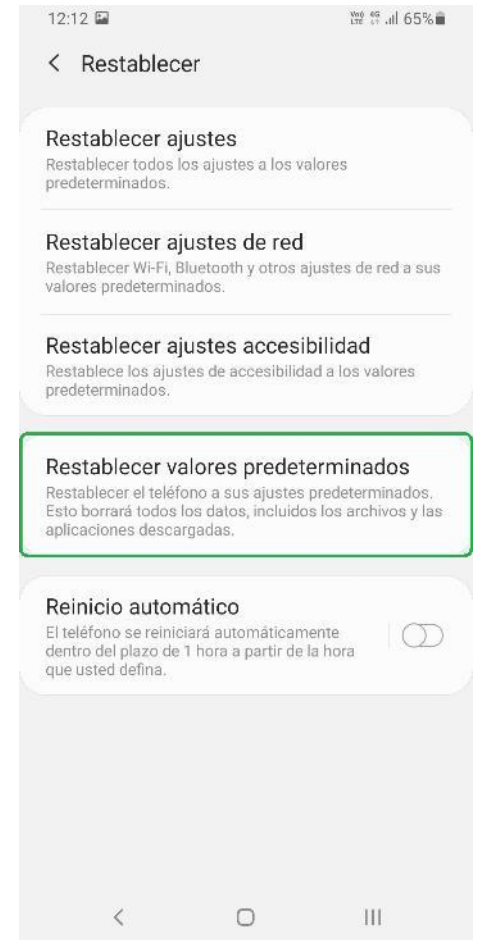 12:12 65%
Restablecer
Restablecer ajustes
Restablecer todos los ajustes a los valores
predeterminados.
Restablecer ajustes de red
Restablecer Wi-Fi, Bluetooth y otros ajustes de red a sus
valores predeterminados.
Restablecer ajustes accesibilidad
Restablece los ajustes de accesibilidad a los valores
predeterminados.
Restablecer valores predeterminados
Restablecer el teléfono a sus ajustes predeterminados.
Esto borrará todos los datos, incluidos los archivos y las
aplicaciones descargadas.
Reinicio automático
El teléfono se reiniciará automáticamente
dentro del plazo de 1 hora a partir de la hora
que usted defina.